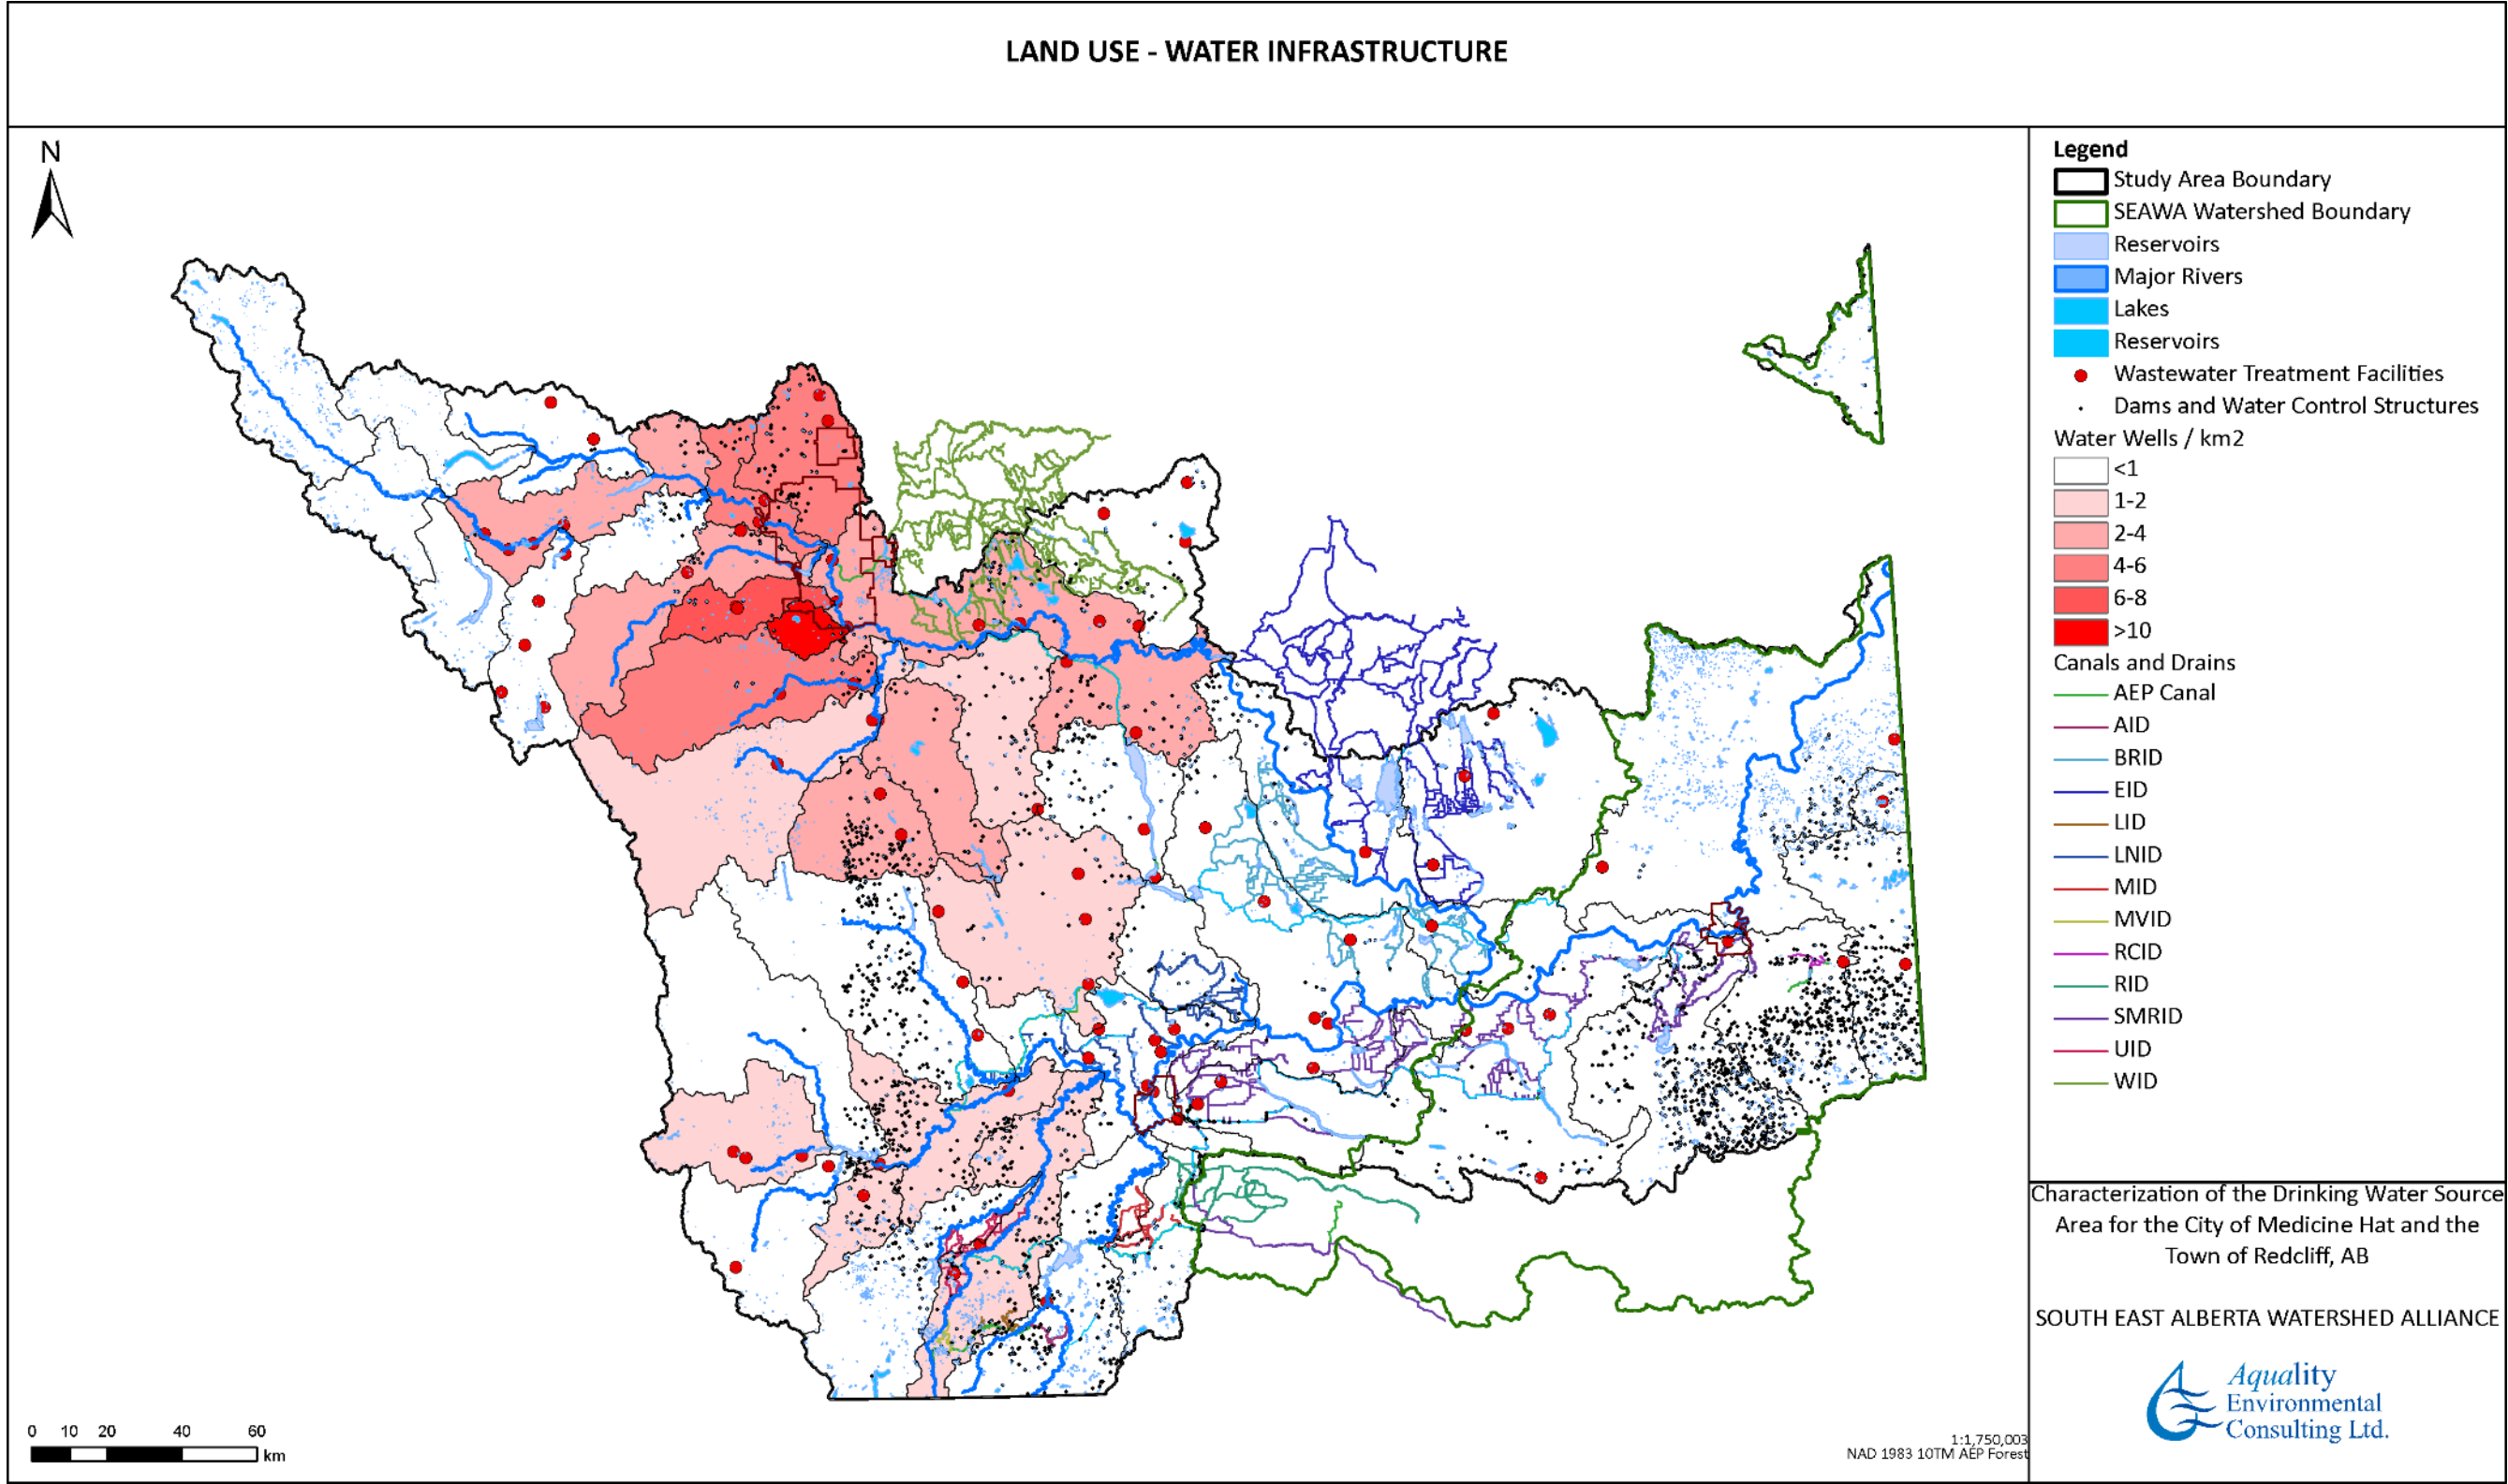 LAND USE - WATER INFRASTRUCTURE
N
Legend
Study Area Boundary
SEAWA Watershed Boundary
Reservoirs
Major Rivers
Lakes
Reservoirs
Wastewater Treatment Facilities
Dams and Water Control Structures
Water Wells / km2
<1
1-2
2-4
4-6
6-8
>10
Canals and Drains
AEP Canal
AID
BRID
EID
LID
LNID
MID
MVID
RCID
RID
SMRID
UID
WID
Characterization of the Drinking Water Source
Area for the City of Medicine Hat and the
Town of Redcliff, AB
SOUTH EAST ALBERTA WATERSHED ALLIANCE
Aquality
Environmental
Consulting Ltd.
0 10 20 40 60
km
1:1,750,003
NAD 1983 10TM AEP Forest